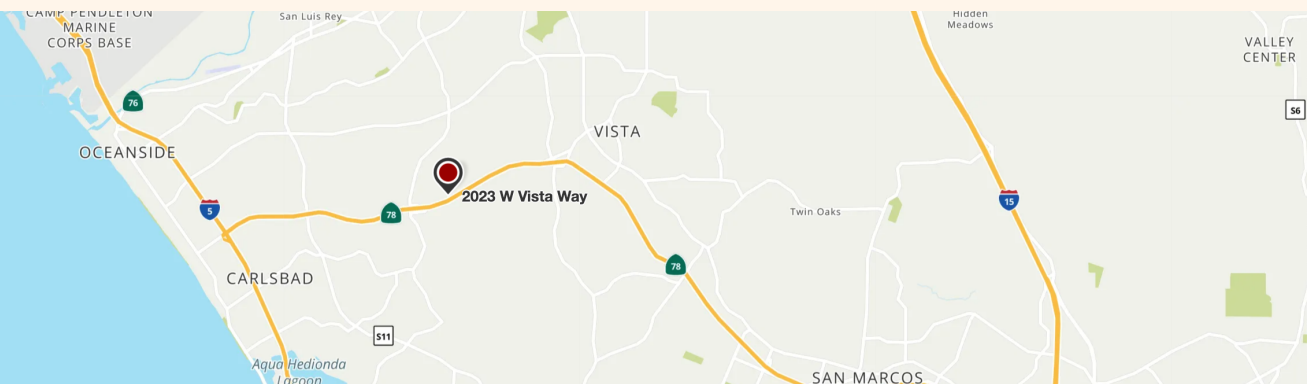 CAMP PENDLETON
MARINE
CORPS BASE
San Luis Rey
Hidden
Meadows
VALLEY
CENTER
76
S6
VISTA
OCEANSIDE
2023 W Vista Way
5
78
Twin Oaks
15
78
CARLSBAD
S11
Aqua Hedionda
Lagoon
SAN MARCOS